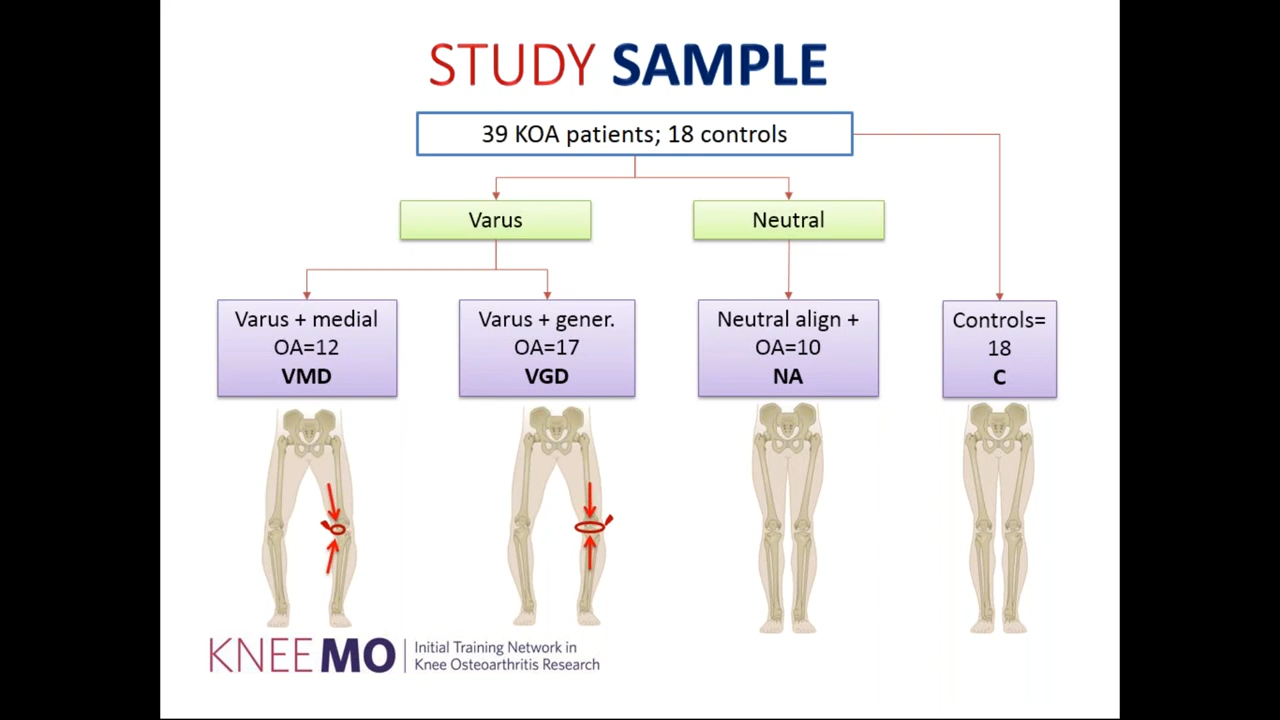 STUDY SAMPLE
39 KOA patients; 18 controls
Varus
Neutral
Varus + medial
OA=12
VMD
Varus + gener.
OA=17
VGD
Neutral align +
OA=10
NA
Controls=
18
C
KNEEMO
Initial Training Network in
Knee Osteoarthritis Research